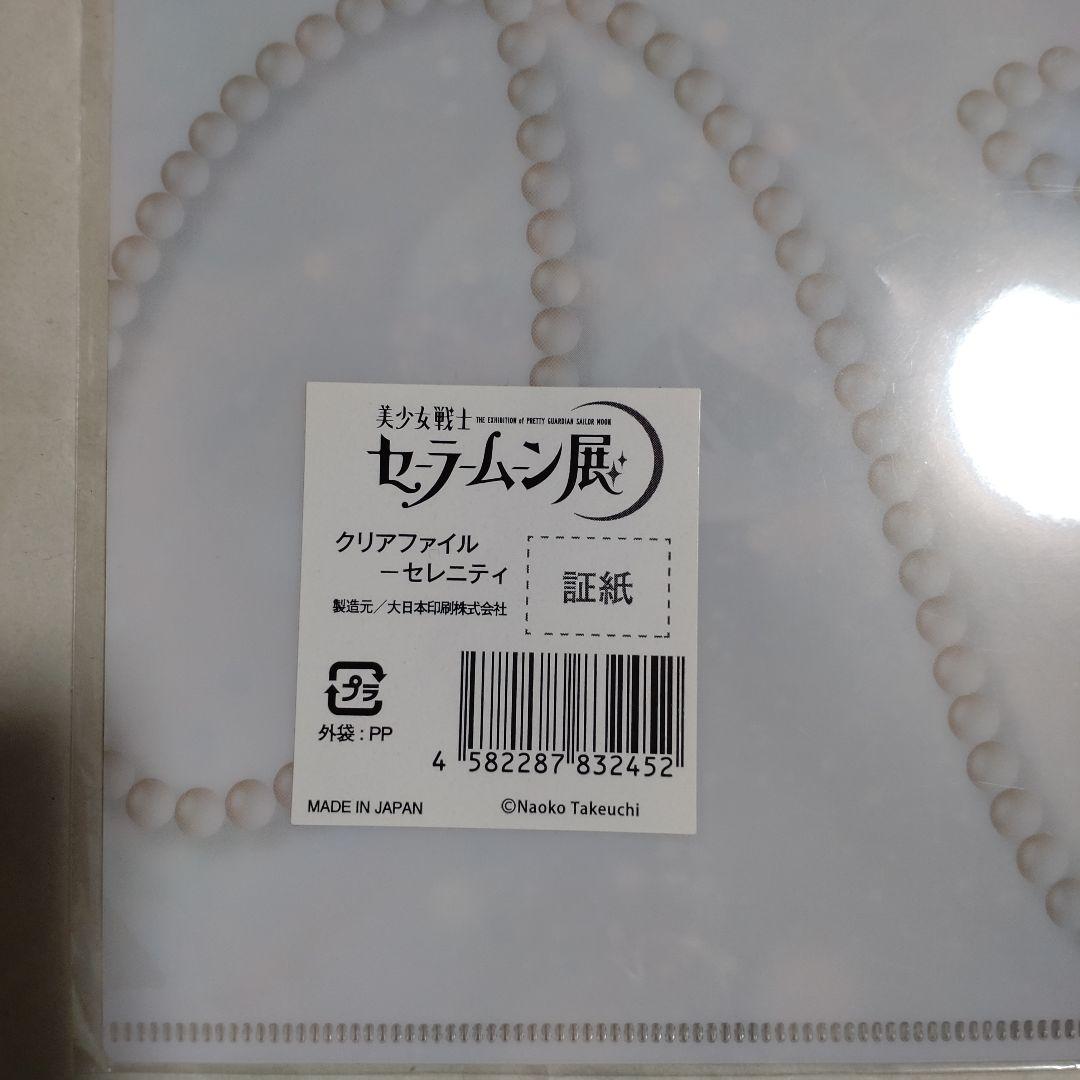 美少女戦士 THE EXHIBITION of PRETTY GUARDIAN SAILOR MOON
セーラームーン展
クリアファイル
－セレニティ
製造元／大日本印刷株式会社
証紙
プラ
外袋 : PP
4 582287 832452
MADE IN JAPAN
©Naoko Takeuchi